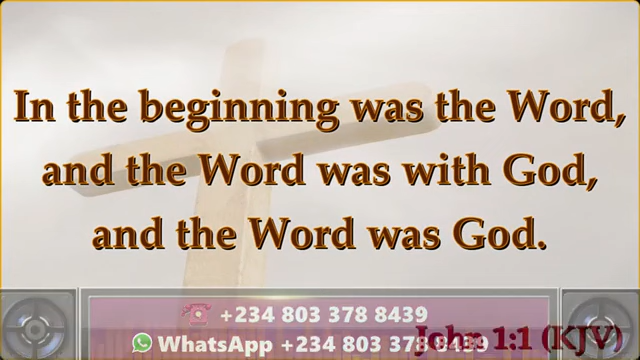 In the beginning was the Word,
and the Word was with God,
and the Word was God.
+234 803 378 8439
WhatsApp +234 803 378 8439
John 1:1 (KJV)